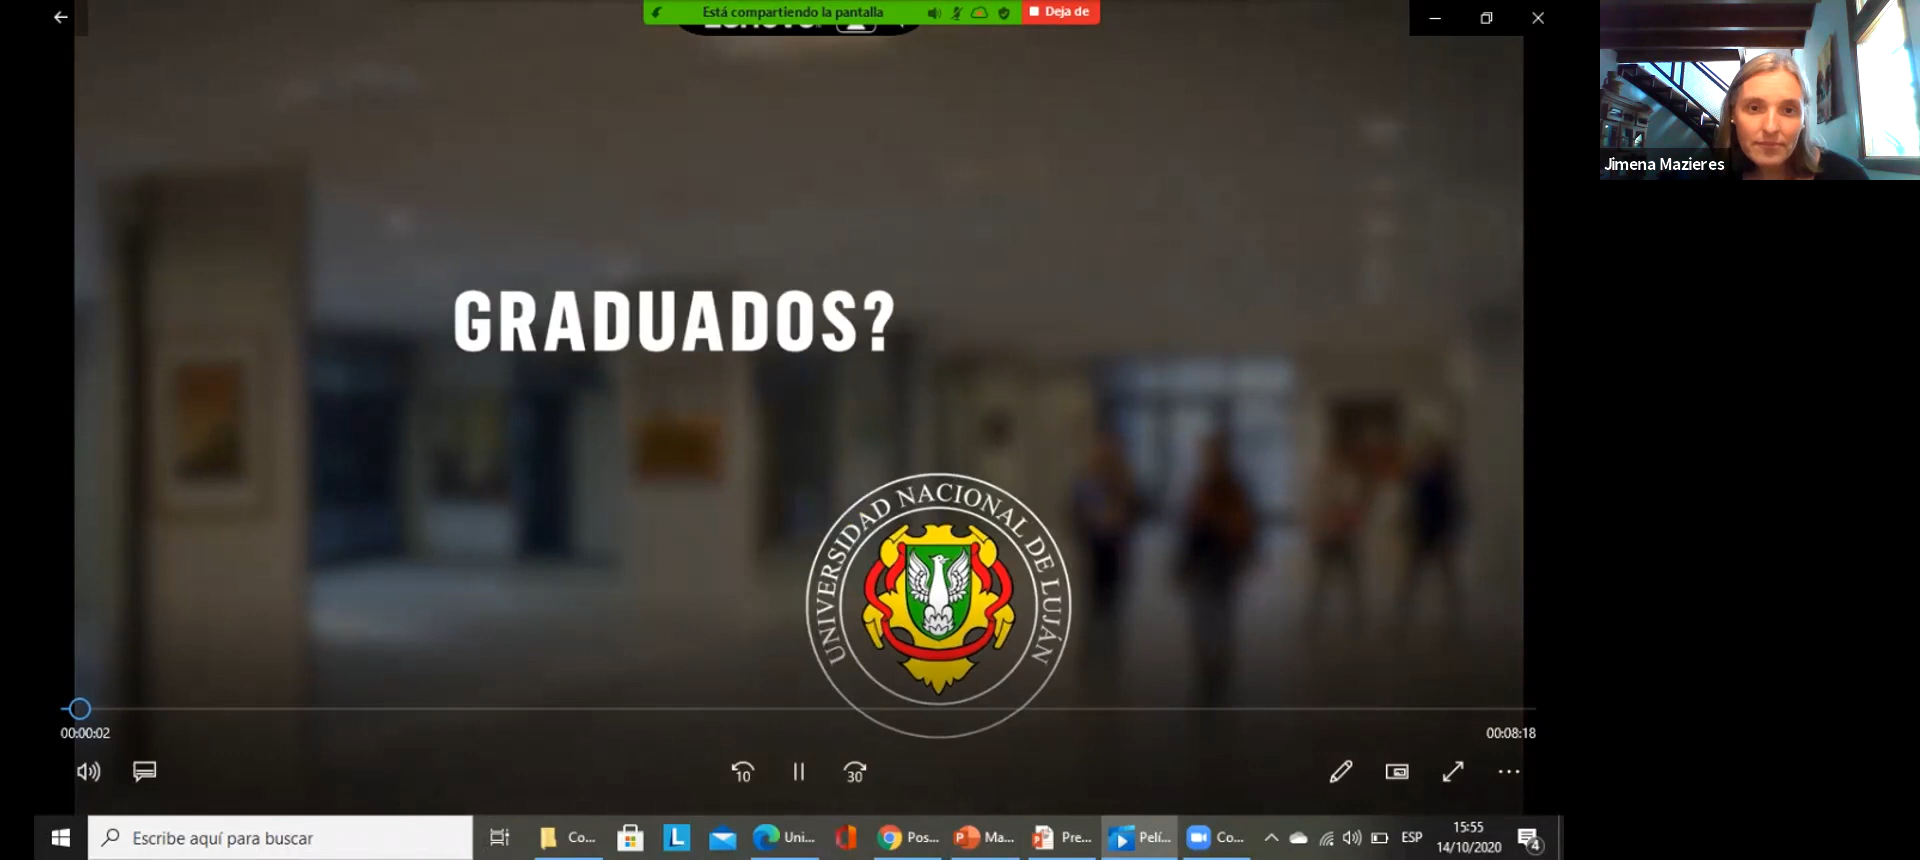 Está compartiendo la pantalla
Deja de
Jimena Mazieres
GRADUADOS?
UNIVERSIDAD NACIONAL DE LUJÁN
00:00:02
00:08:18
10
30
Escribe aquí para buscar
Co...
L
Uni...
Pos...
Ma...
Pre...
Pelí...
Co...
ESP
15:55
14/10/2020
4